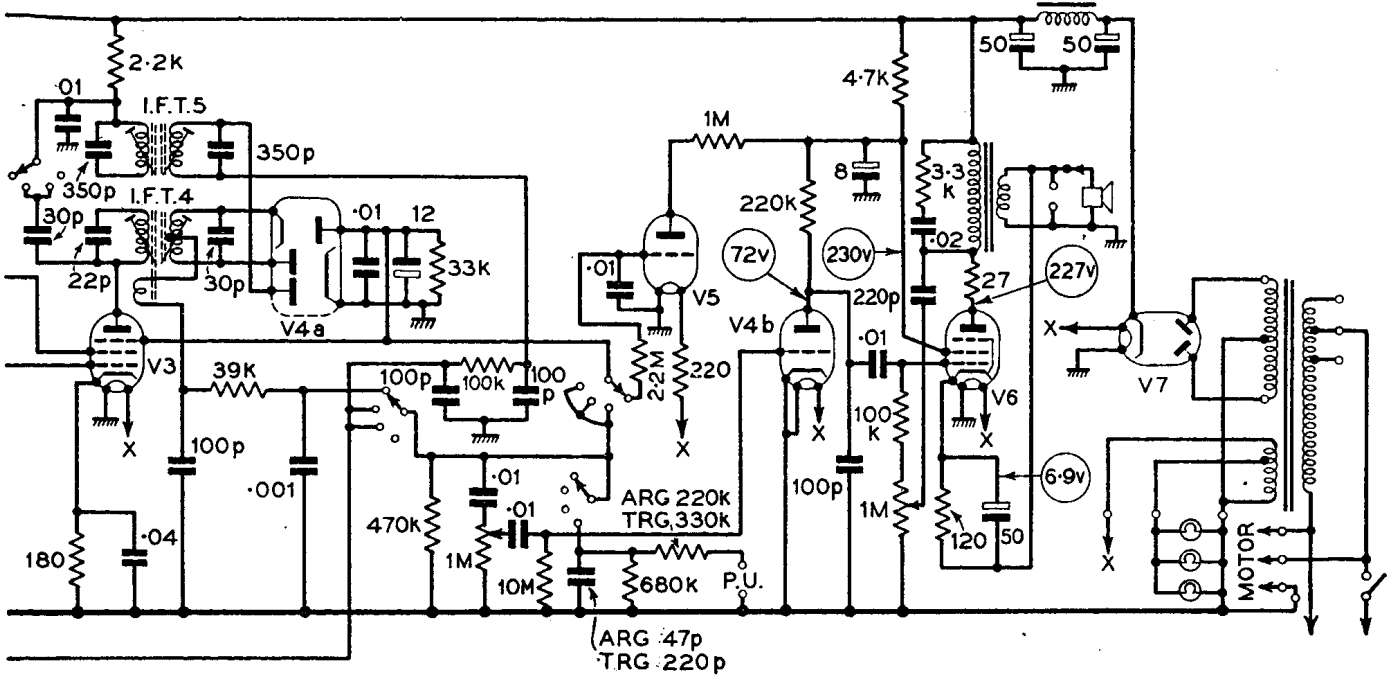 50
50
2·2k
4·7k
·01
I.F.T.5
1M
350p
350p
8
3·3
k
I.F.T.4
220k
30p
·01
12
72v
230v
·02
227v
33k
·01
27
22p
30p
V5
220p
V4a
V4b
X
V3
·01
39k
100p
100k
100
p
2·2M
220
V6
V7
X
X
X
100
k
100p
·001
·01
ARG 220k
TRG 330k
X
·01
100p
6·9v
470k
1M
50
180
·04
1M
120
10M
680k
P.U.
X
MOTOR
ARG 47p
TRG 220p